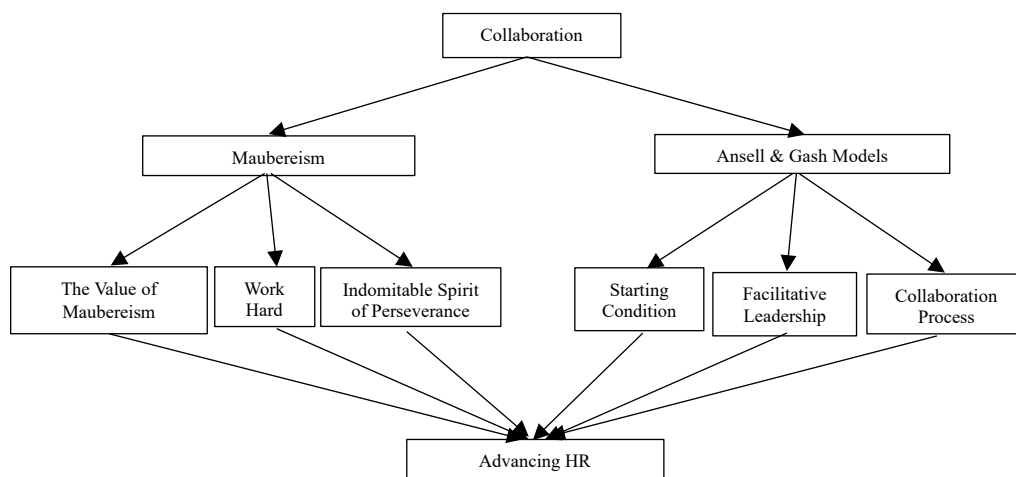 Collaboration
Maubereism
Ansell & Gash Models
The Value of
Maubereism
Work
Hard
Indomitable Spirit
of Perseverance
Starting
Condition
Facilitative
Leadership
Collaboration
Process
Advancing HR